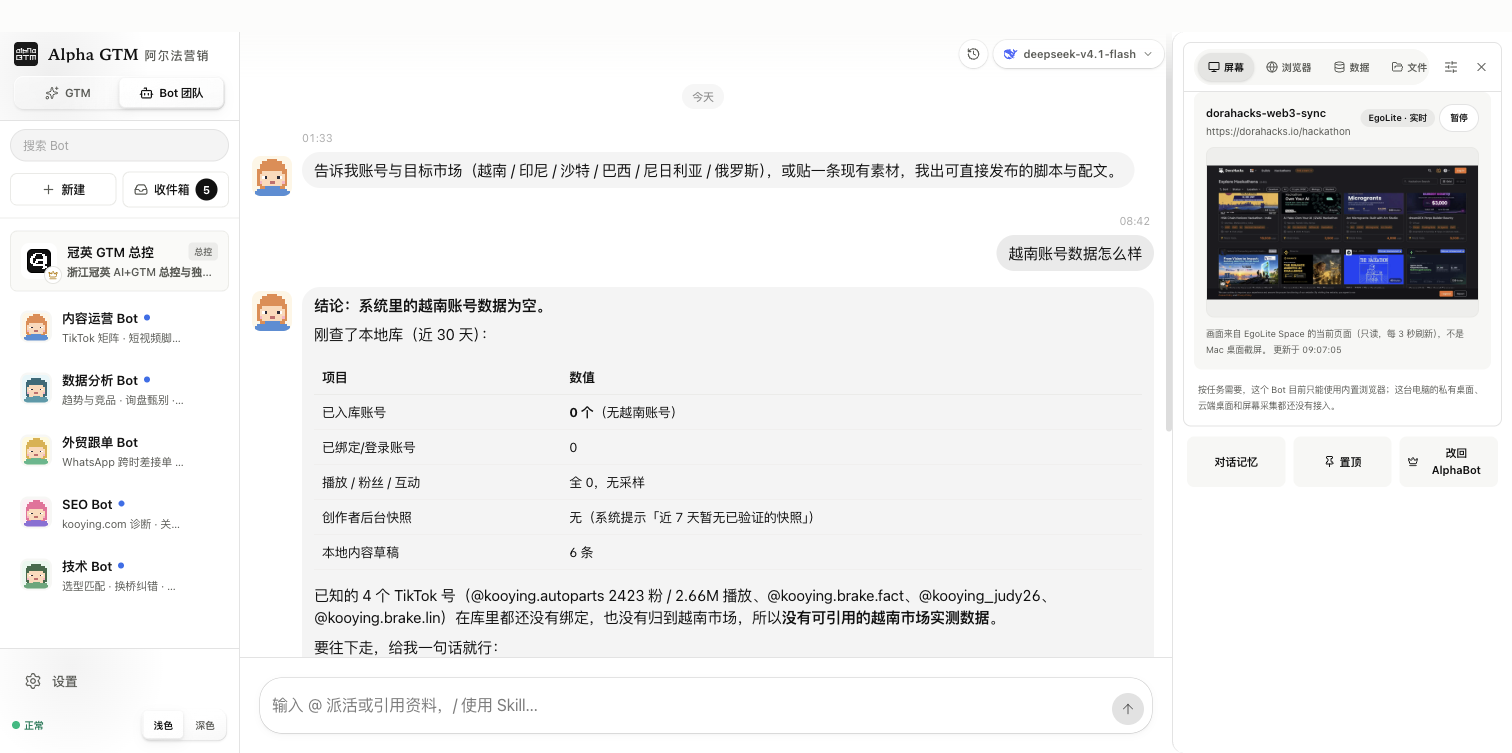 Alpha GTM 阿尔法营销
GTM
Bot 团队
搜索 Bot
新建
收件箱 5
冠英 GTM 总控 总控
浙江冠英 AI+GTM 总控与独...
内容运营 Bot
TikTok 矩阵 · 短视频脚...
数据分析 Bot
趋势与竞品 · 询盘甄别 ·...
外贸跟单 Bot
WhatsApp 跨时差接单 ...
SEO Bot
kooying.com 诊断 · 关...
技术 Bot
选型匹配 · 换桥纠错 · ...
设置
正常
浅色
深色
deepseek-v4.1-flash
今天
01:33
告诉我账号与目标市场（越南 / 印尼 / 沙特 / 巴西 / 尼日利亚 / 俄罗斯），或贴一条现有素材，我出可直接发布的脚本与配文。
08:42
越南账号数据怎么样
结论：系统里的越南账号数据为空。
刚查了本地库（近 30 天）：
项目 数值
已入库账号 0 个（无越南账号）
已绑定/登录账号 0
播放 / 粉丝 / 互动 全 0，无采样
创作者后台快照 无（系统提示「近 7 天暂无已验证的快照」）
本地内容草稿 6 条
已知的 4 个 TikTok 号（@kooying.autoparts 2423 粉 / 2.66M 播放、@kooying.brake.fact、@kooying_judy26、
@kooying.brake.lin）在库里都还没有绑定，也没有归到越南市场，所以没有可引用的越南市场实测数据。
要往下走，给我一句话就行：
输入 @ 派活或引用资料，/ 使用 Skill...
屏幕
浏览器
数据
文件
dorahacks-web3-sync
https://dorahacks.io/hackathon
EgoLite · 实时
暂停
Microgrants
$3,000
画面来自 EgoLite Space 的当前页面（只读，每 3 秒刷新），不是
Mac 桌面截屏。 更新于 09:07:05
按任务需要，这个 Bot 目前只能使用内置浏览器；这台电脑的私有桌面、
云端桌面和屏幕采集都还没有接入。
对话记忆
置顶
改回
AlphaBot